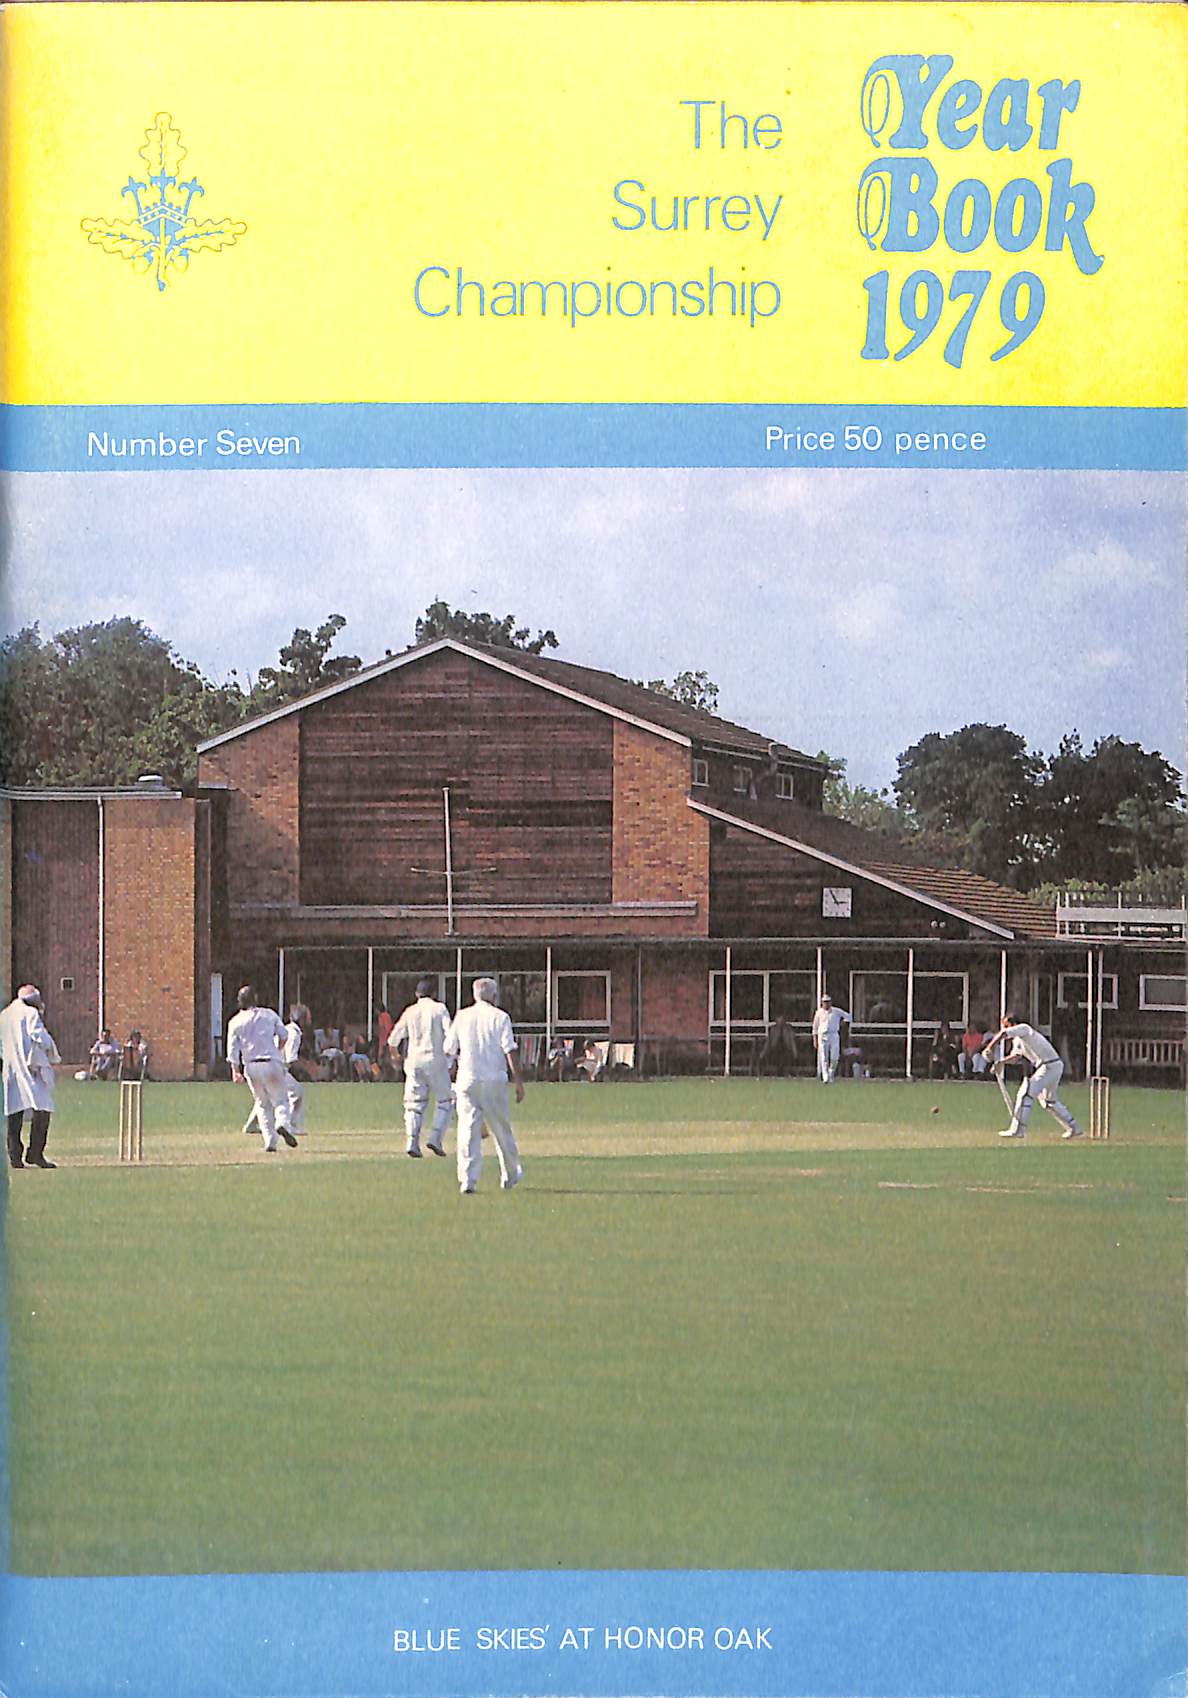 The
Surrey
Championship
Year
Book
1979
Number Seven
Price 50 pence
BLUE SKIES' AT HONOR OAK